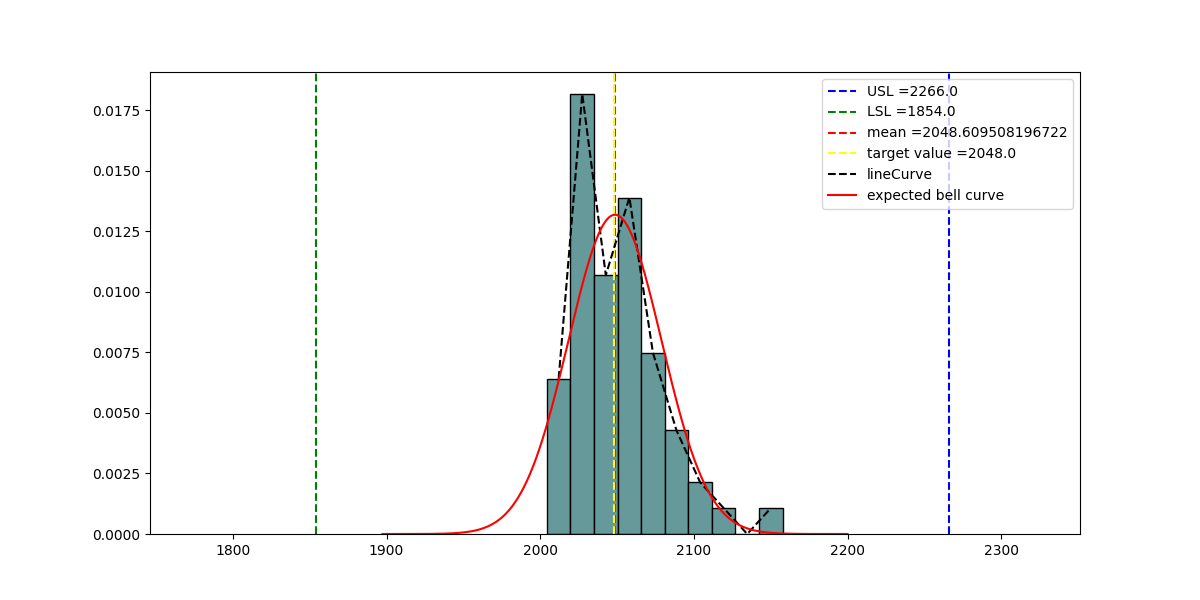 USL =2266.0
LSL =1854.0
mean =2048.609508196722
target value =2048.0
lineCurve
expected bell curve
0.0175
0.0150
0.0125
0.0100
0.0075
0.0050
0.0025
0.0000
1800 1900 2000 2100 2200 2300